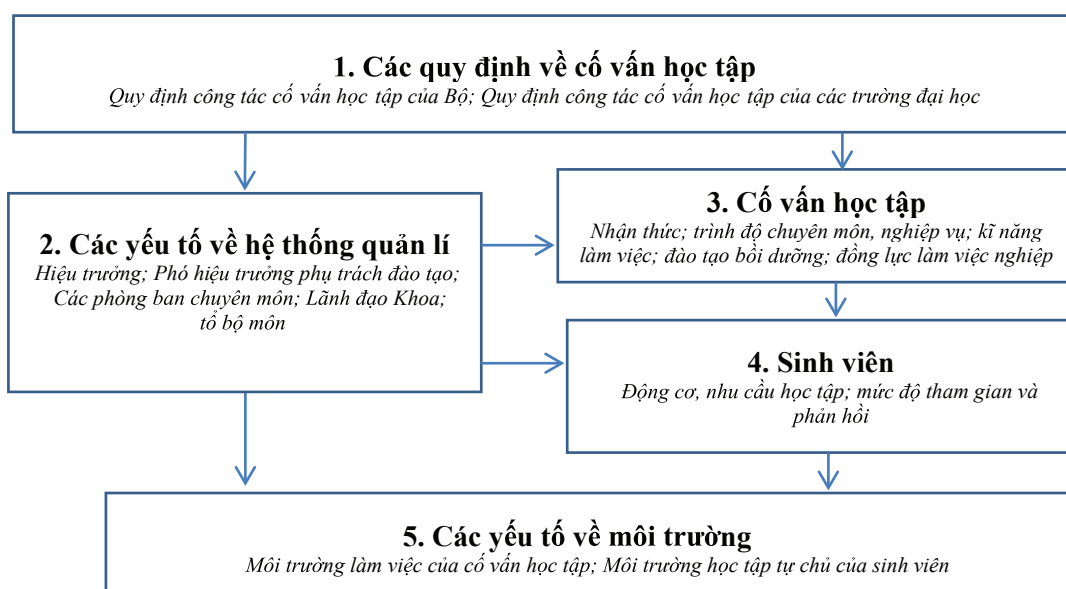 1. Các quy định về cố vấn học tập
Quy định công tác cố vấn học tập của Bộ; Quy định công tác cố vấn học tập của các trường đại học
2. Các yếu tố về hệ thống quản lí
Hiệu trưởng; Phó hiệu trưởng phụ trách đào tạo;
Các phòng ban chuyên môn; Lãnh đạo Khoa;
tổ bộ môn
3. Cố vấn học tập
Nhận thức; trình độ chuyên môn, nghiệp vụ; kĩ năng
làm việc; đào tạo bồi dưỡng; đồng lực làm việc nghiệp
4. Sinh viên
Động cơ, nhu cầu học tập; mức độ tham gian và
phản hồi
5. Các yếu tố về môi trường
Môi trường làm việc của cố vấn học tập; Môi trường học tập tự chủ của sinh viên